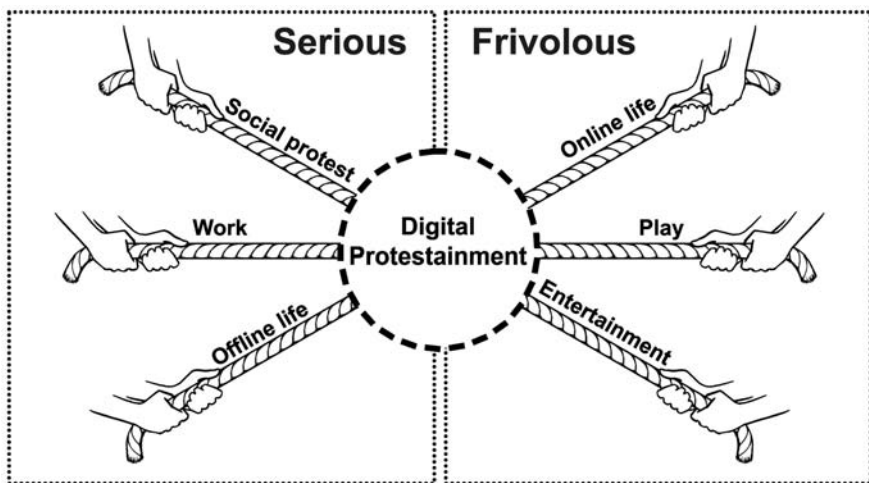 Serious
Frivolous
Social protest
Online life
Work
Digital
Protestainment
Play
Offline life
Entertainment